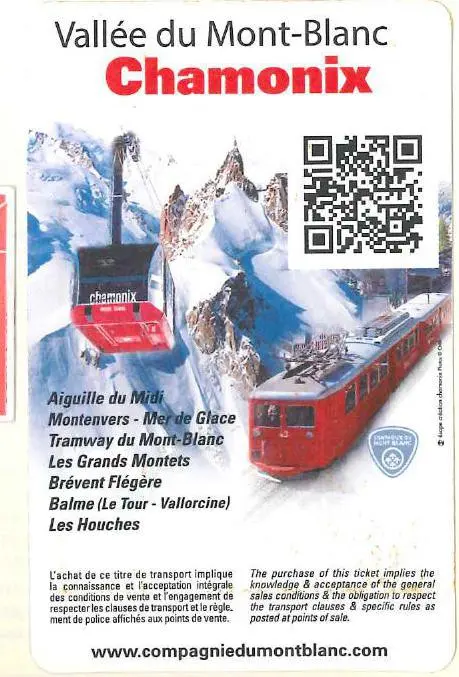 Vallée du Mont-Blanc
Chamonix
chamonix
Aiguille du Midi
Montenvers - Mer de Glace
Tramway du Mont-Blanc
Les Grands Montets
Brévent Flégère
Balme (Le Tour - Vallorcine)
Les Houches
COMPAGNIE DU
MONT BLANC
L'achat de ce titre de transport implique
la connaissance et l'acceptation intégrale
des conditions de vente et l'engagement de
respecter les clauses de transport et le règle.
ment de police affichés aux points de vente.
The purchase of this ticket implies the
knowledge & acceptance of the general
sales conditions & the obligation to respect
the transport clauses & specific rules as
posted at points of sale.
www.compagniedumontblanc.com